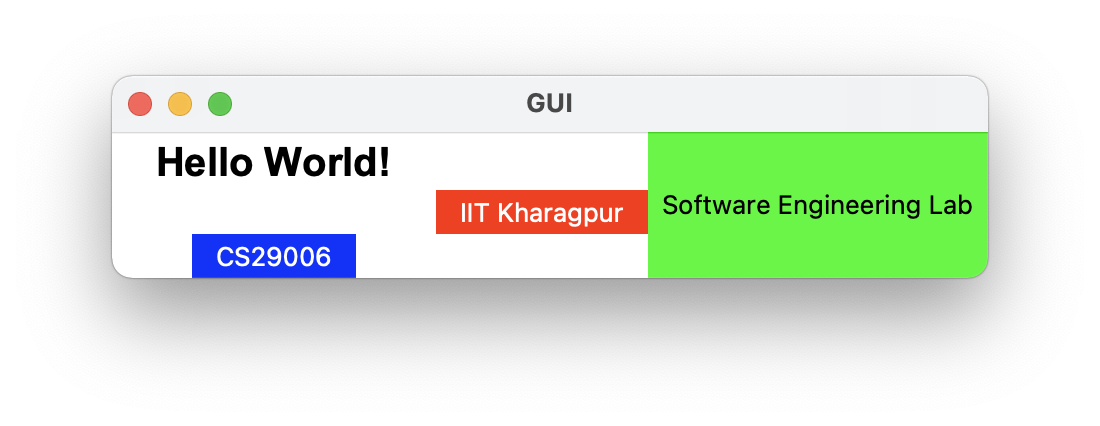 GUI
Hello World!
IIT Kharagpur
Software Engineering Lab
CS29006